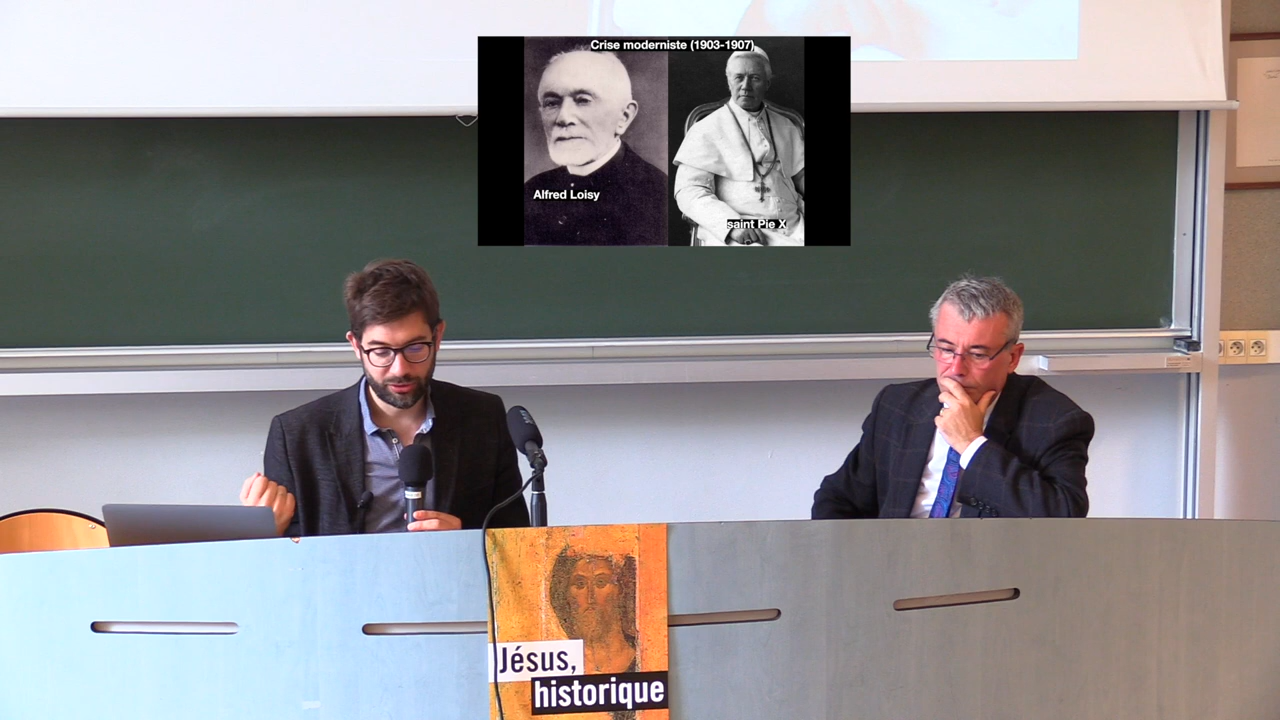 Crise moderniste (1903-1907)
Alfred Loisy
saint Pie X
Jésus,
historique